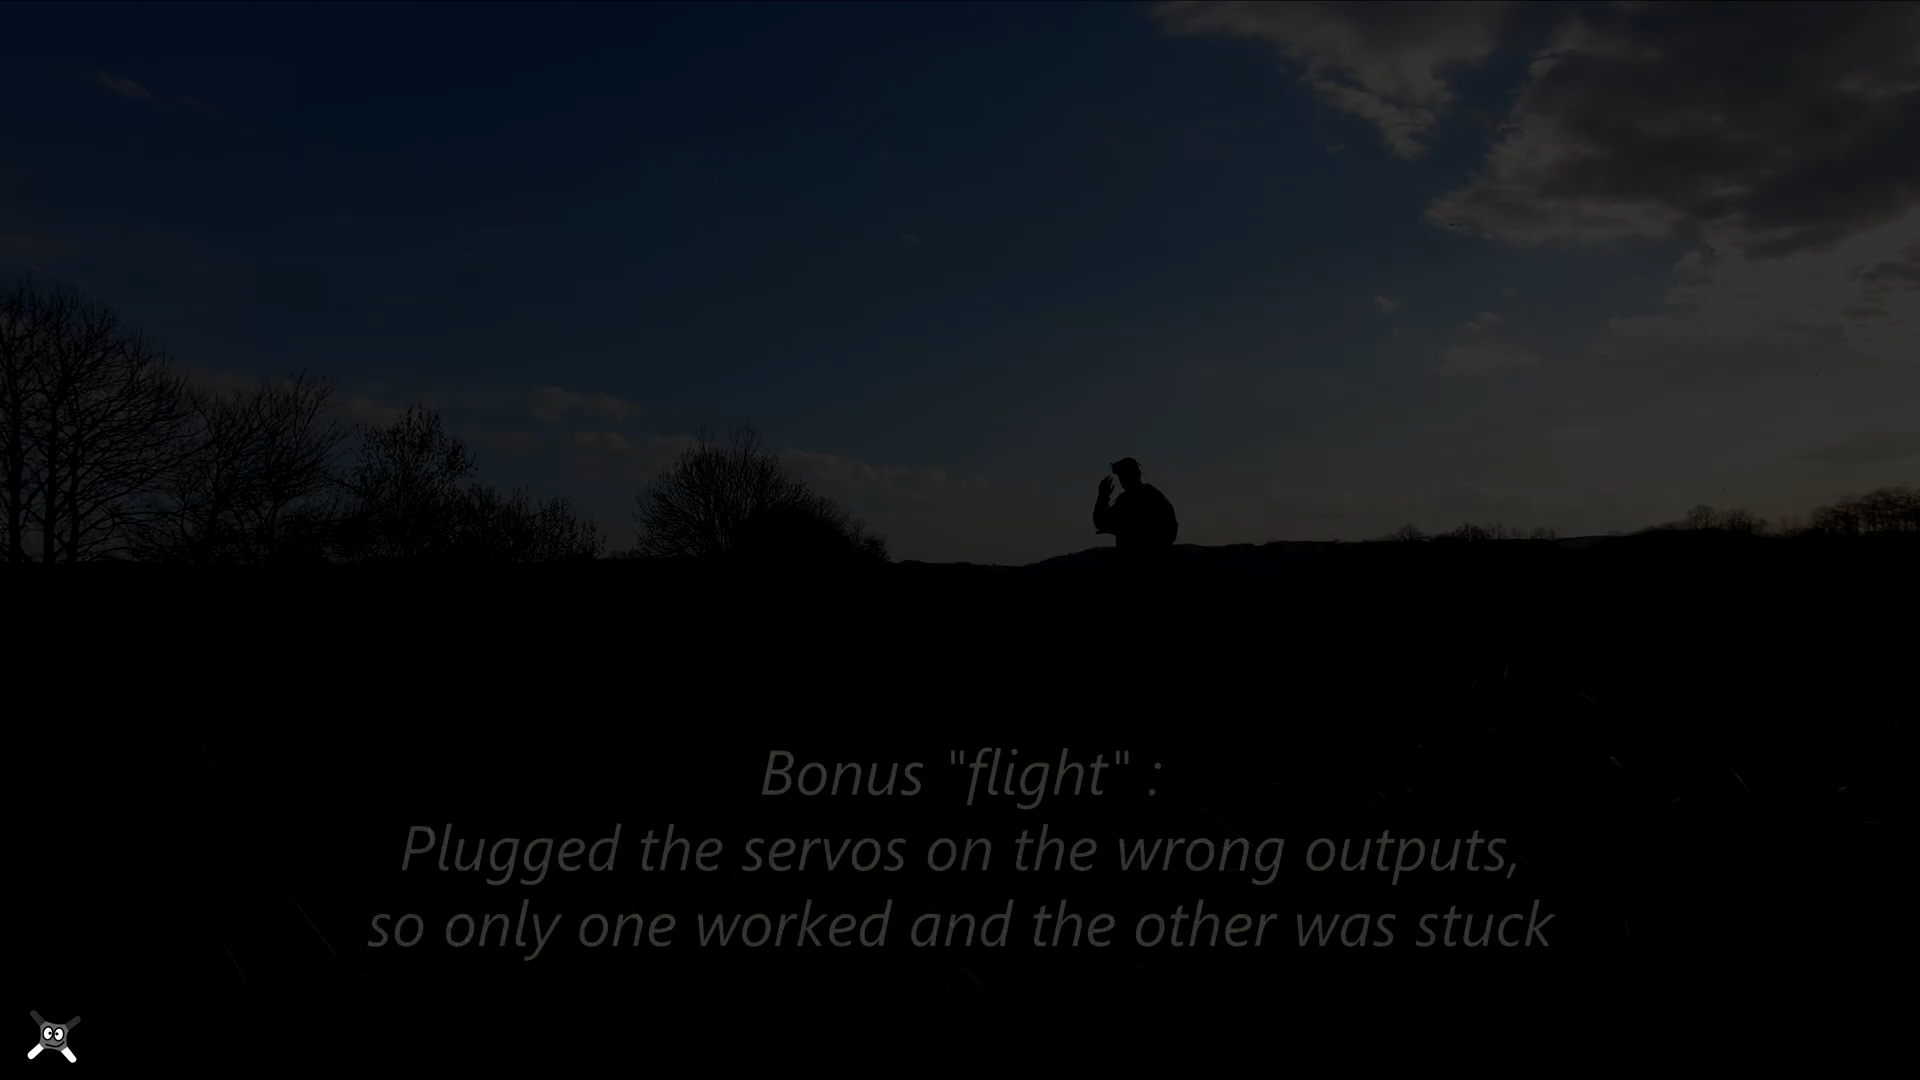 Bonus "flight" :
Plugged the servos on the wrong outputs,
so only one worked and the other was stuck